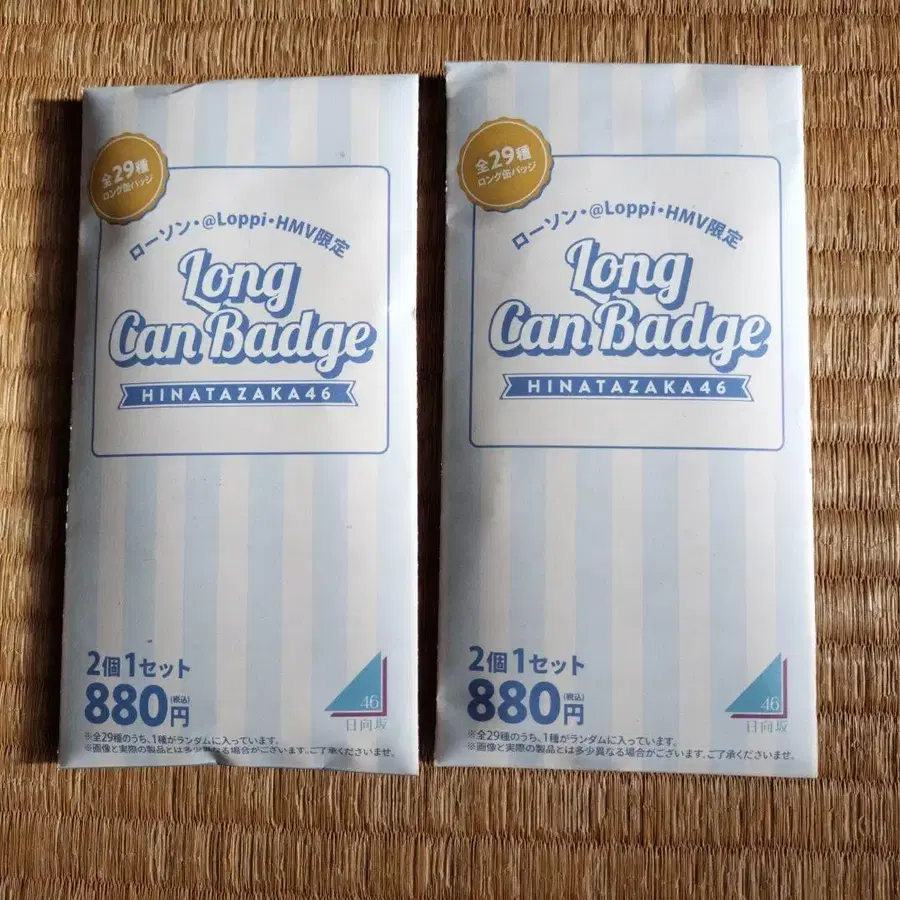 全29種
ロング缶バッジ
ローソン・@Loppi・HMV限定
Long
Can Badge
HINATAZAKA46
2個1セット
880円(税込)
※全29種のうち、1種がランダムに入っています。
※画像と実際の製品とは多少異なる場合がございます。ご了承くださいませ。
46
日向坂
全29種
ロング缶バッジ
ローソン・@Loppi・HMV限定
Long
Can Badge
HINATAZAKA46
2個1セット
880円(税込)
※全29種のうち、1種がランダムに入っています。
※画像と実際の製品とは多少異なる場合がございます。ご了承くださいませ。
46
日向坂